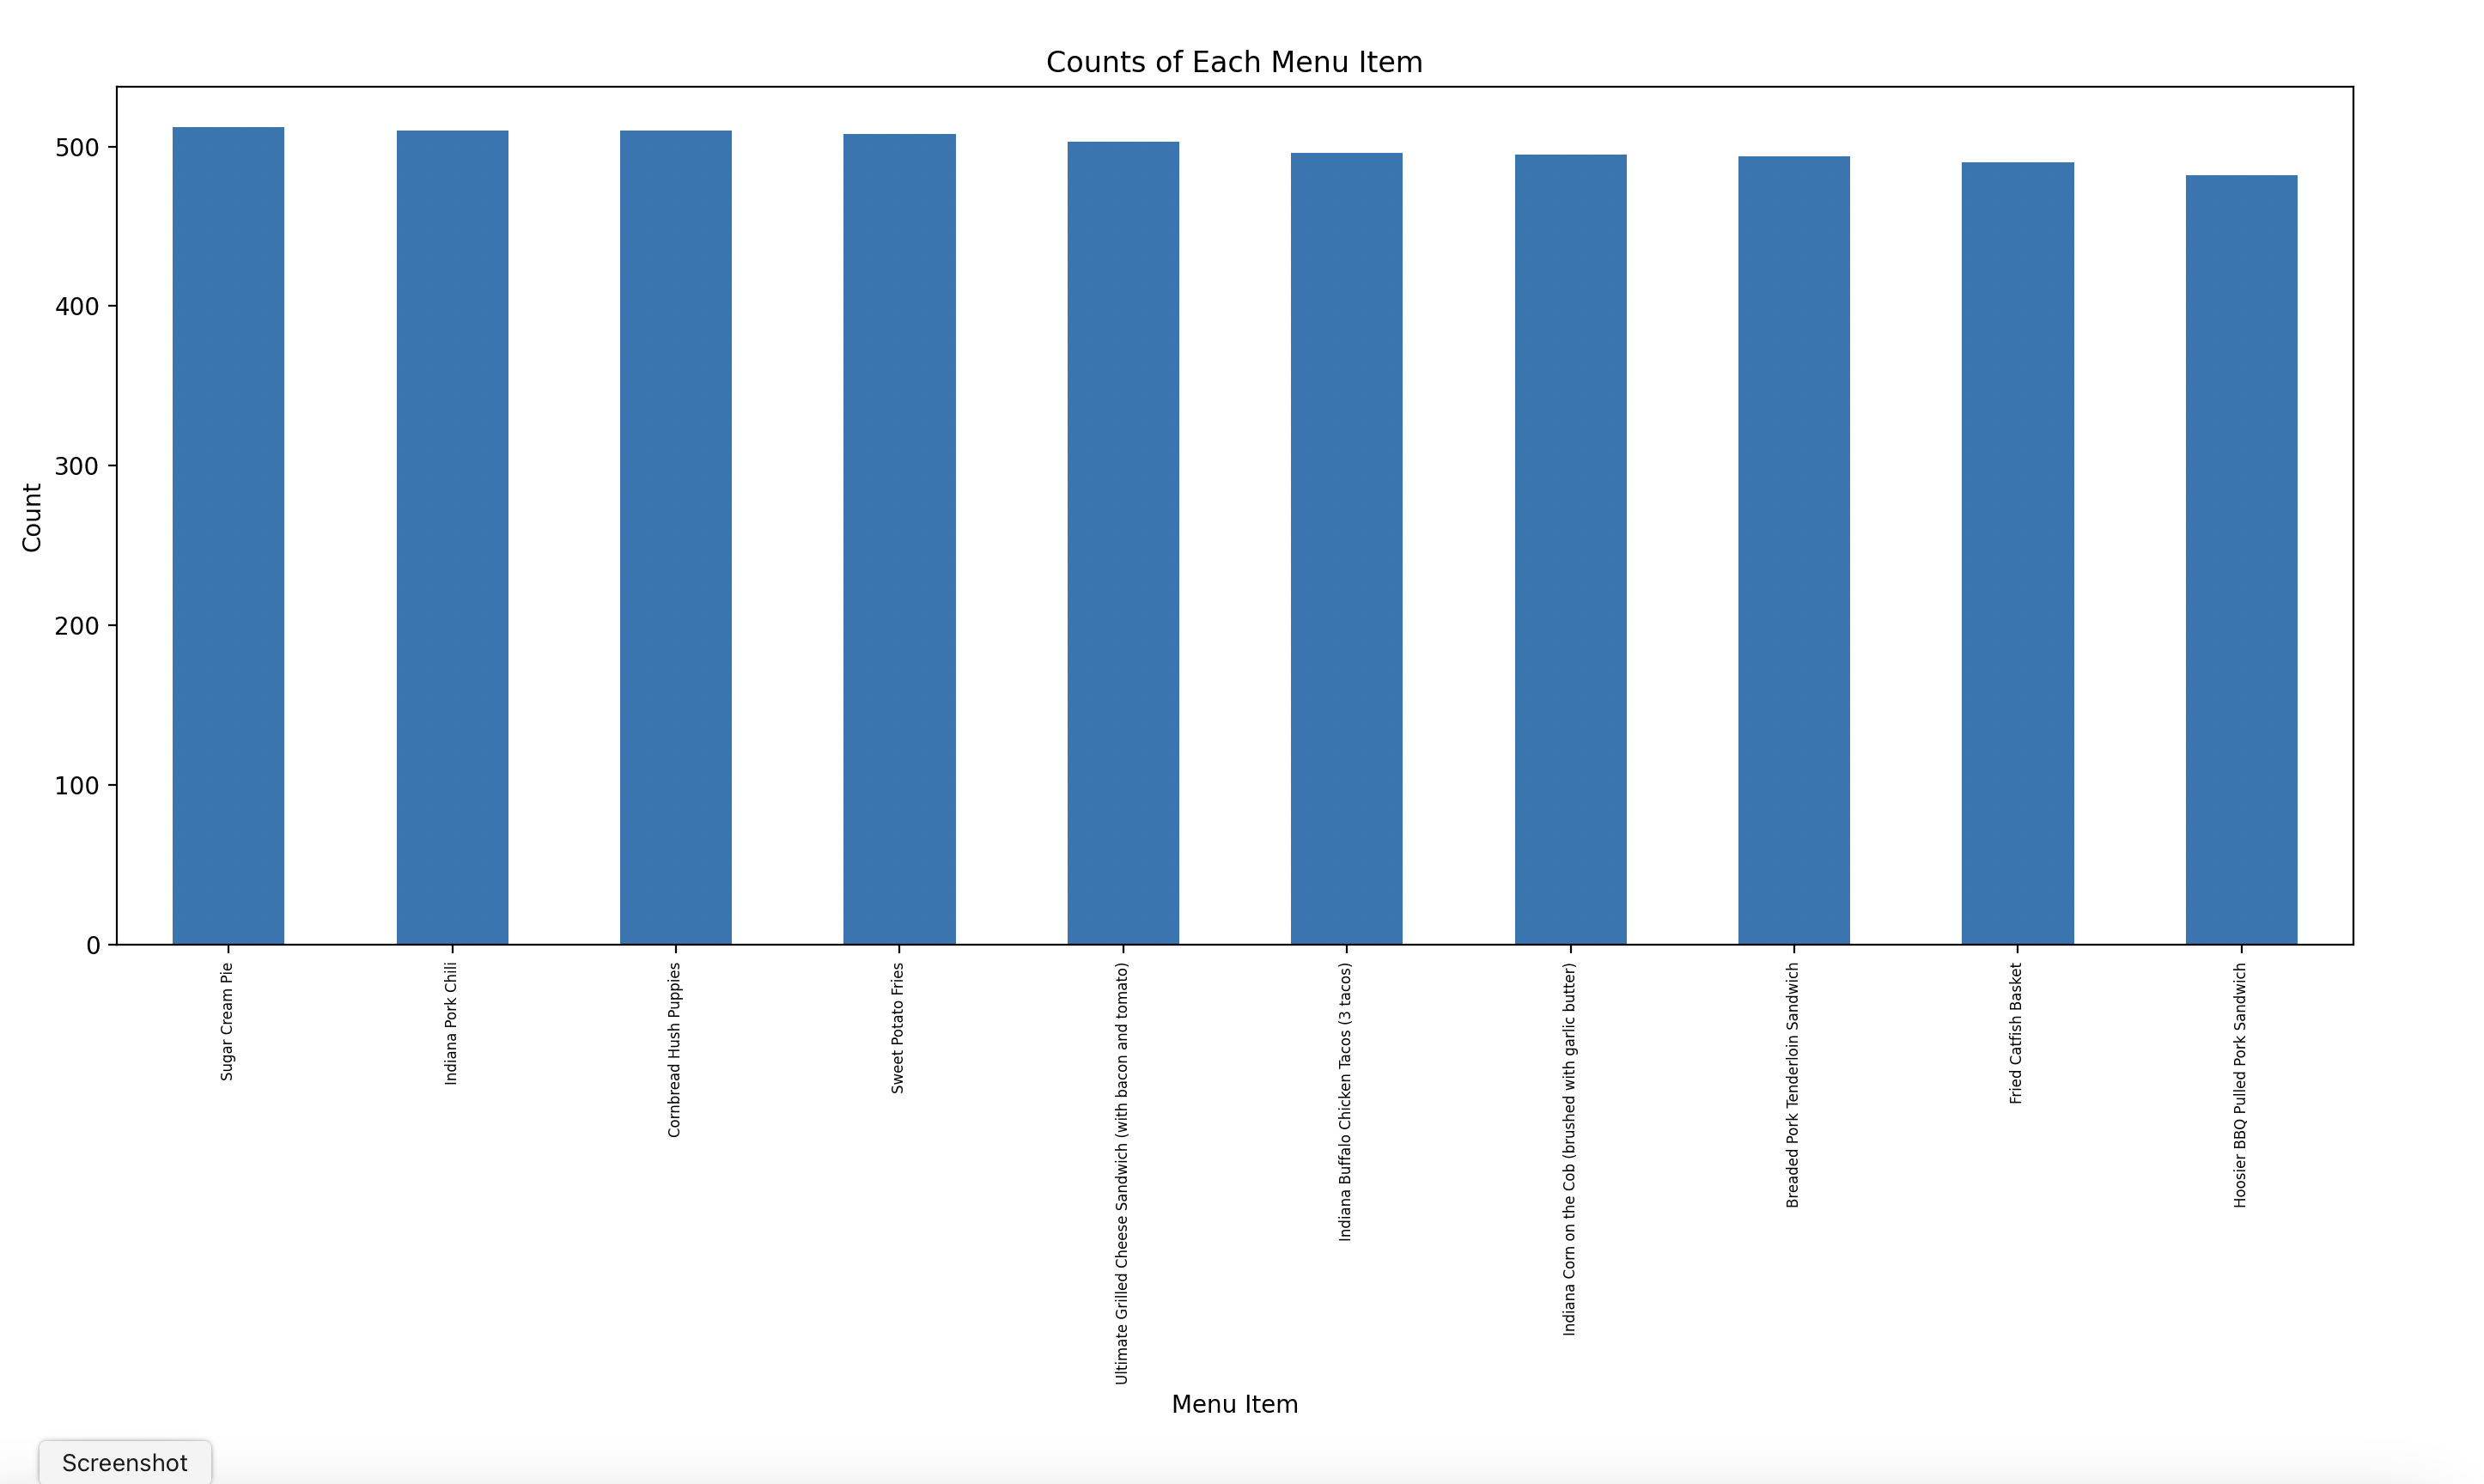 Counts of Each Menu Item
500
400
300
200
100
0
Count
Sugar Cream Pie
Indiana Pork Chili
Cornbread Hush Puppies
Sweet Potato Fries
Ultimate Grilled Cheese Sandwich (with bacon and tomato)
Indiana Buffalo Chicken Tacos (3 tacos)
Indiana Corn on the Cob (brushed with garlic butter)
Breaded Pork Tenderloin Sandwich
Fried Catfish Basket
Hoosier BBQ Pulled Pork Sandwich
Menu Item
Screenshot